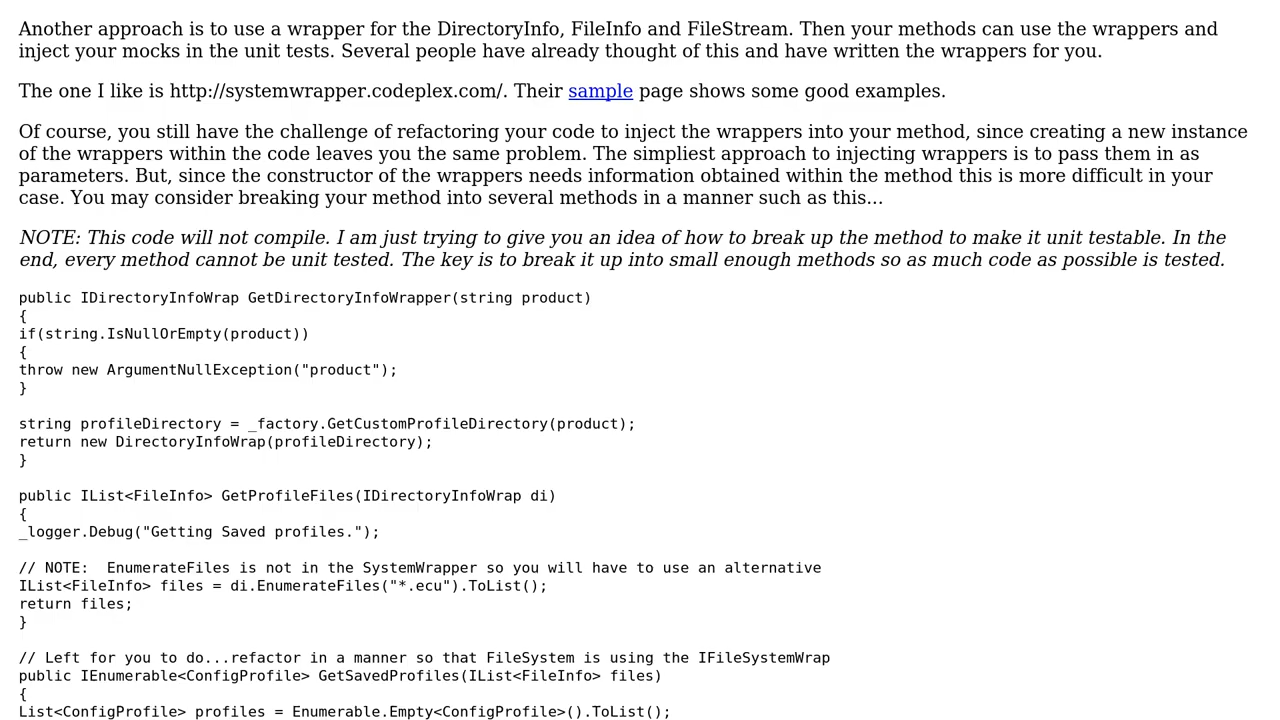 Another approach is to use a wrapper for the DirectoryInfo, FileInfo and FileStream. Then your methods can use the wrappers and
inject your mocks in the unit tests. Several people have already thought of this and have written the wrappers for you.
The one I like is http://systemwrapper.codeplex.com/. Their sample page shows some good examples.
Of course, you still have the challenge of refactoring your code to inject the wrappers into your method, since creating a new instance
of the wrappers within the code leaves you the same problem. The simpliest approach to injecting wrappers is to pass them in as
parameters. But, since the constructor of the wrappers needs information obtained within the method this is more difficult in your
case. You may consider breaking your method into several methods in a manner such as this...
NOTE: This code will not compile. I am just trying to give you an idea of how to break up the method to make it unit testable. In the
end, every method cannot be unit tested. The key is to break it up into small enough methods so as much code as possible is tested.
public IDirectoryInfoWrap GetDirectoryInfoWrapper(string product)
{
if(string.IsNullOrEmpty(product))
{
throw new ArgumentNullException("product");
}
string profileDirectory = _factory.GetCustomProfileDirectory(product);
return new DirectoryInfoWrap(profileDirectory);
}
public IList<FileInfo> GetProfileFiles(IDirectoryInfoWrap di)
{
_logger.Debug("Getting Saved profiles.");
// NOTE:  EnumerateFiles is not in the SystemWrapper so you will have to use an alternative
IList<FileInfo> files = di.EnumerateFiles("*.ecu").ToList();
return files;
}
// Left for you to do...refactor in a manner so that FileSystem is using the IFileSystemWrap
public IEnumerable<ConfigProfile> GetSavedProfiles(IList<FileInfo> files)
{
List<ConfigProfile> profiles = Enumerable.Empty<ConfigProfile>().ToList();